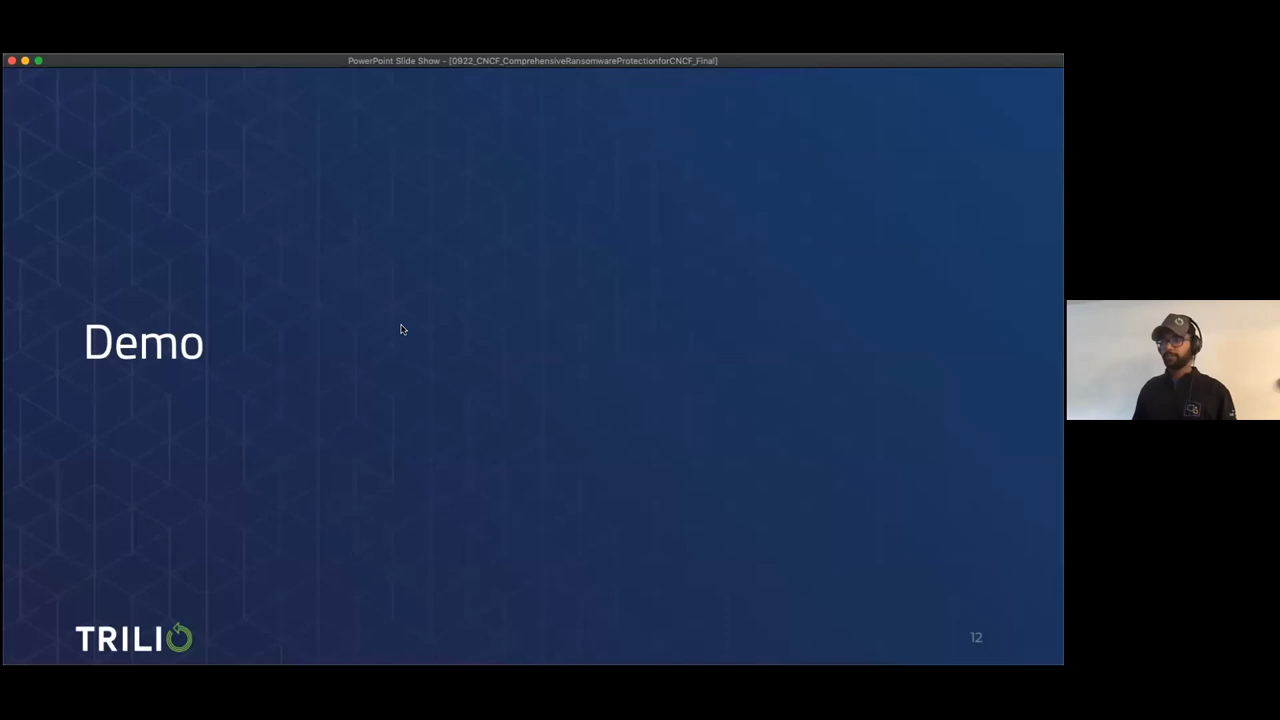 PowerPoint Slide Show - [0922_CNCF_ComprehensiveRansomwareProtectionforCNCF_Final]
Demo
TRILIO
12